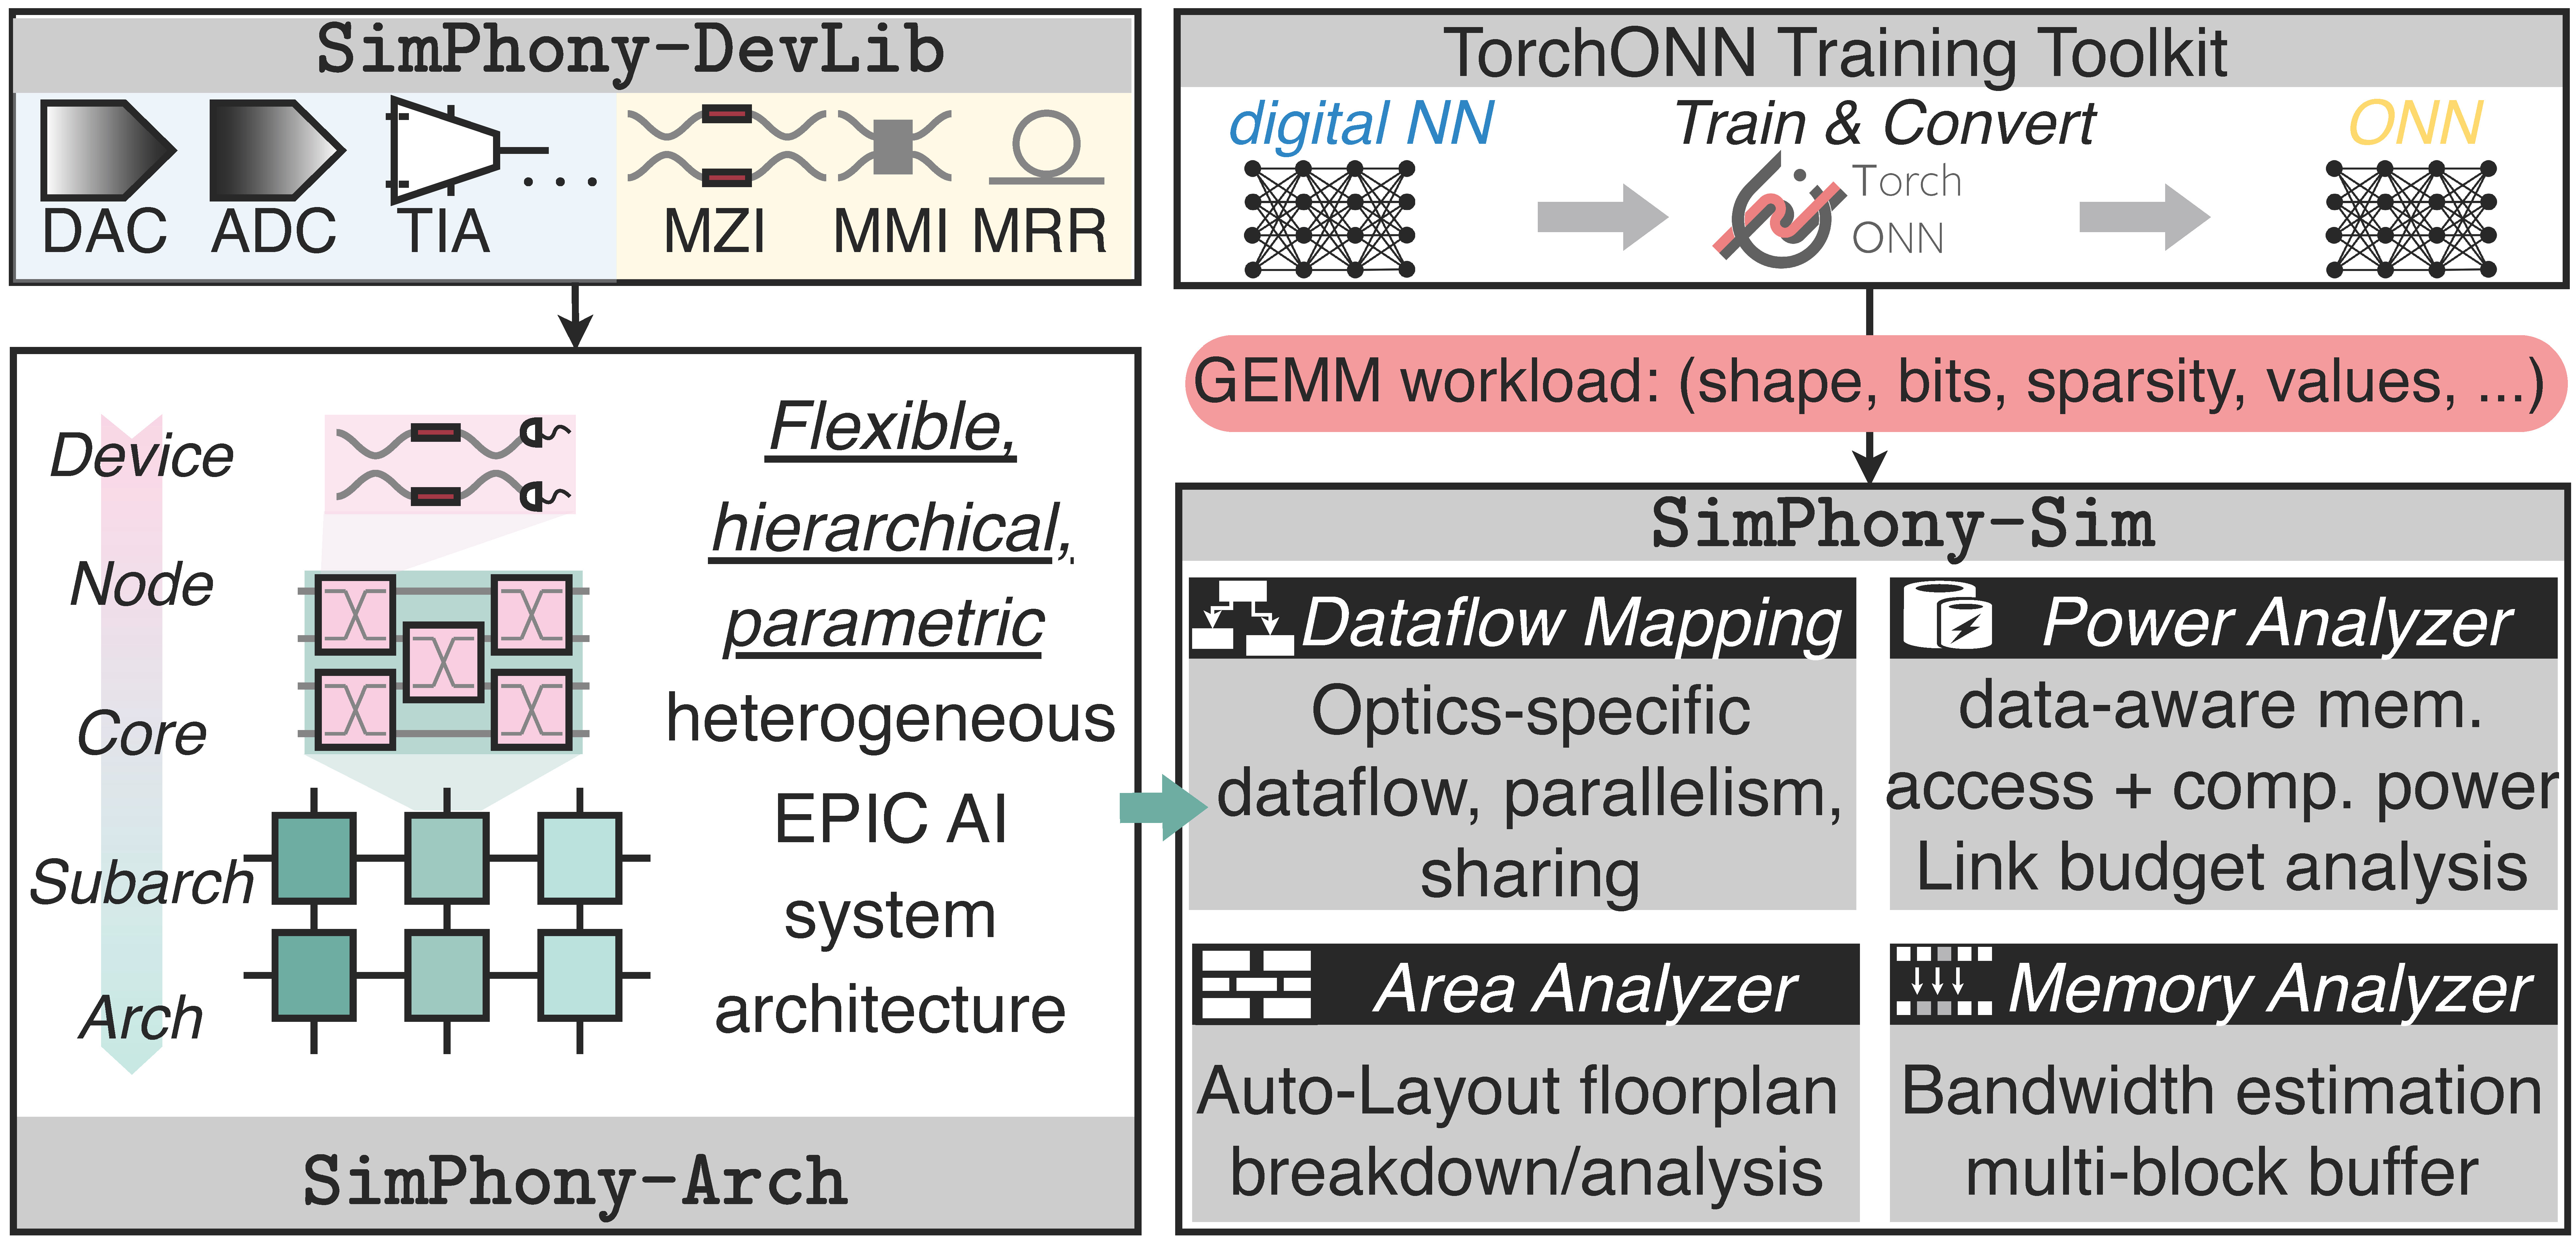 SimPhony-DevLib
DAC
ADC
TIA
...
MZI
MMI
MRR
TorchONN Training Toolkit
digital NN
Train & Convert
ONN
Torch
ONN
GEMM workload: (shape, bits, sparsity, values, ...)
Device
Node
Core
Subarch
Arch
Flexible,
hierarchical,
parametric
heterogeneous
EPIC AI
system
architecture
SimPhony-Arch
SimPhony-Sim
Dataflow Mapping
Optics-specific
dataflow, parallelism,
sharing
Power Analyzer
data-aware mem.
access + comp. power
Link budget analysis
Area Analyzer
Auto-Layout floorplan
breakdown/analysis
Memory Analyzer
Bandwidth estimation
multi-block buffer